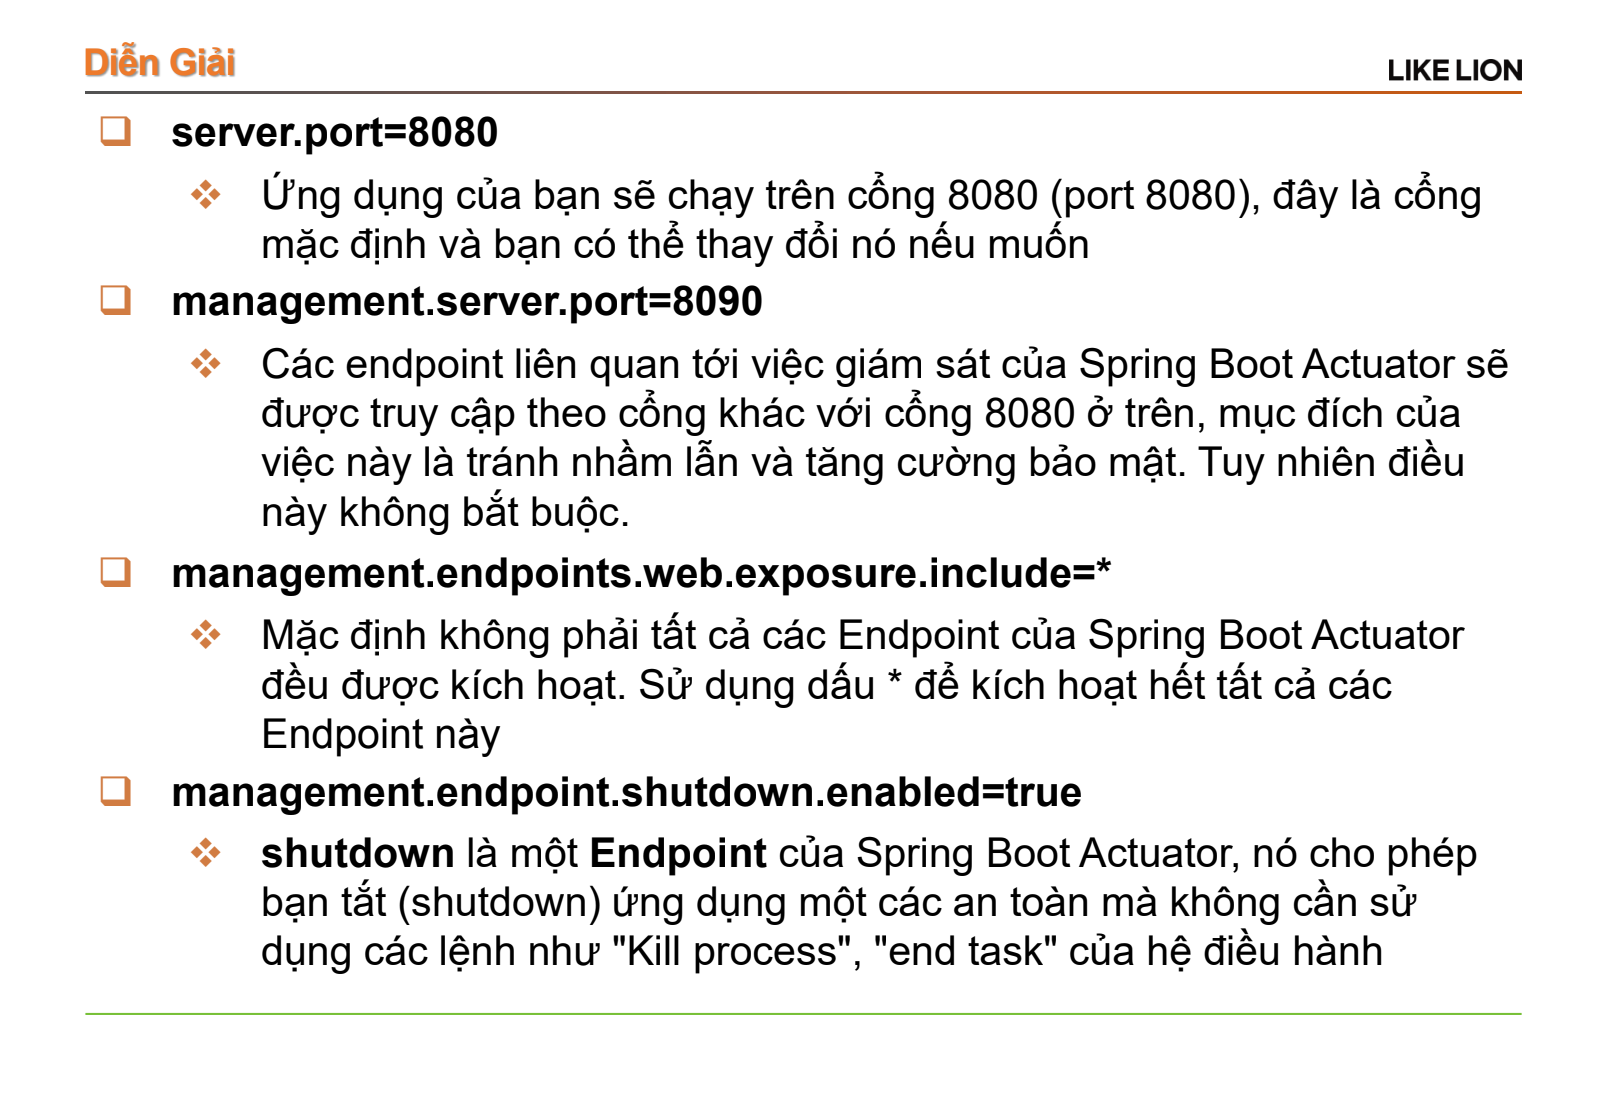 Diễn Giải
LIKE LION
server.port=8080
Ứng dụng của bạn sẽ chạy trên cổng 8080 (port 8080), đây là cổng
mặc định và bạn có thể thay đổi nó nếu muốn
management.server.port=8090
Các endpoint liên quan tới việc giám sát của Spring Boot Actuator sẽ
được truy cập theo cổng khác với cổng 8080 ở trên, mục đích của
việc này là tránh nhầm lẫn và tăng cường bảo mật. Tuy nhiên điều
này không bắt buộc.
management.endpoints.web.exposure.include=*
Mặc định không phải tất cả các Endpoint của Spring Boot Actuator
đều được kích hoạt. Sử dụng dấu * để kích hoạt hết tất cả các
Endpoint này
management.endpoint.shutdown.enabled=true
shutdown là một Endpoint của Spring Boot Actuator, nó cho phép
bạn tắt (shutdown) ứng dụng một các an toàn mà không cần sử
dụng các lệnh như "Kill process", "end task" của hệ điều hành